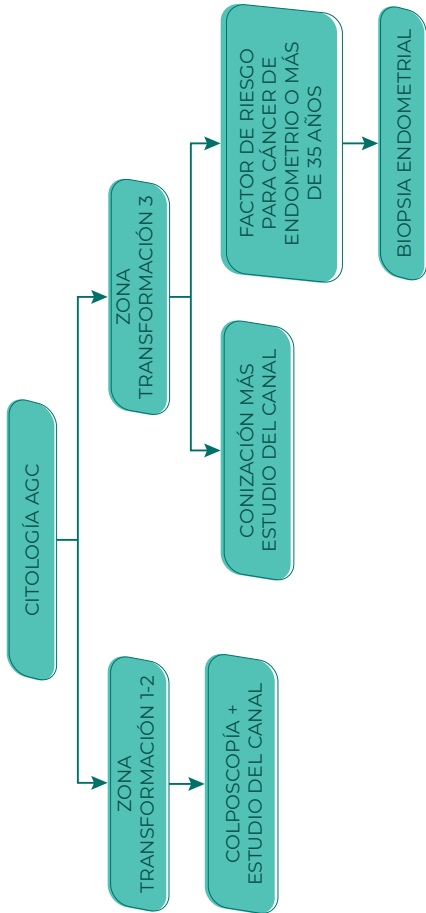 CITOLOGÍA AGC
ZONA
TRANSFORMACIÓN 1-2
ZONA
TRANSFORMACIÓN 3
COLPOSCOPÍA +
ESTUDIO DEL CANAL
CONIZACIÓN MÁS
ESTUDIO DEL CANAL
FACTOR DE RIESGO
PARA CÁNCER DE
ENDOMETRIO O MÁS
DE 35 AÑOS
BIOPSIA ENDOMETRIAL